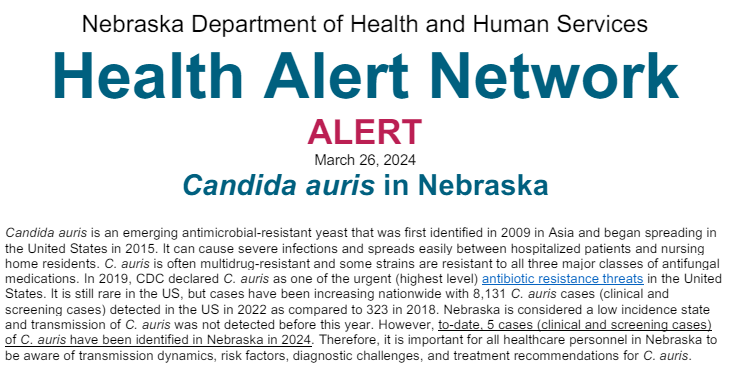 Nebraska Department of Health and Human Services
Health Alert Network
ALERT
March 26, 2024
Candida auris in Nebraska
Candida auris is an emerging antimicrobial-resistant yeast that was first identified in 2009 in Asia and began spreading in
the United States in 2015. It can cause severe infections and spreads easily between hospitalized patients and nursing
home residents. C. auris is often multidrug-resistant and some strains are resistant to all three major classes of antifungal
medications. In 2019, CDC declared C. auris as one of the urgent (highest level) antibiotic resistance threats in the United
States. It is still rare in the US, but cases have been increasing nationwide with 8,131 C. auris cases (clinical and
screening cases) detected in the US in 2022 as compared to 323 in 2018. Nebraska is considered a low incidence state
and transmission of C. auris was not detected before this year. However, to-date, 5 cases (clinical and screening cases)
of C. auris have been identified in Nebraska in 2024. Therefore, it is important for all healthcare personnel in Nebraska to
be aware of transmission dynamics, risk factors, diagnostic challenges, and treatment recommendations for C. auris.